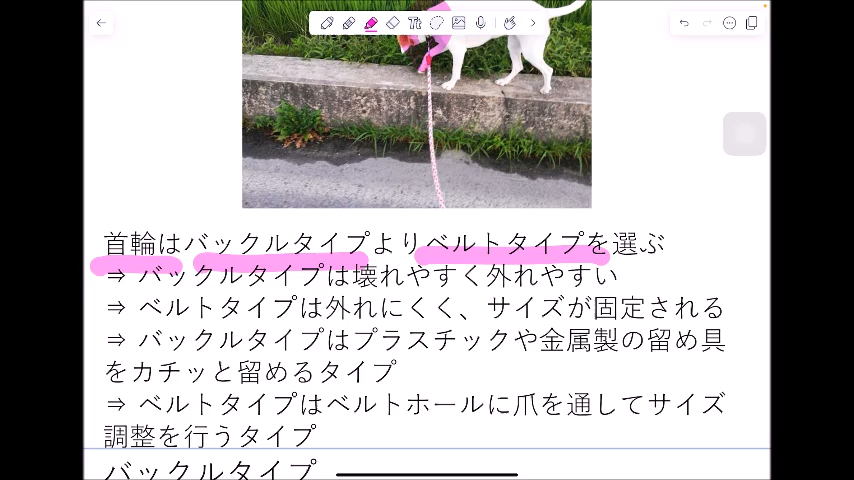 Tt
首輪はバックルタイプよりベルトタイプを選ぶ
⇒ バックルタイプは壊れやすく外れやすい
⇒ ベルトタイプは外れにくく、サイズが固定される
⇒ バックルタイプはプラスチックや金属製の留め具
をカチッと留めるタイプ
⇒ ベルトタイプはベルトホールに爪を通してサイズ
調整を行うタイプ
バックルタイプ